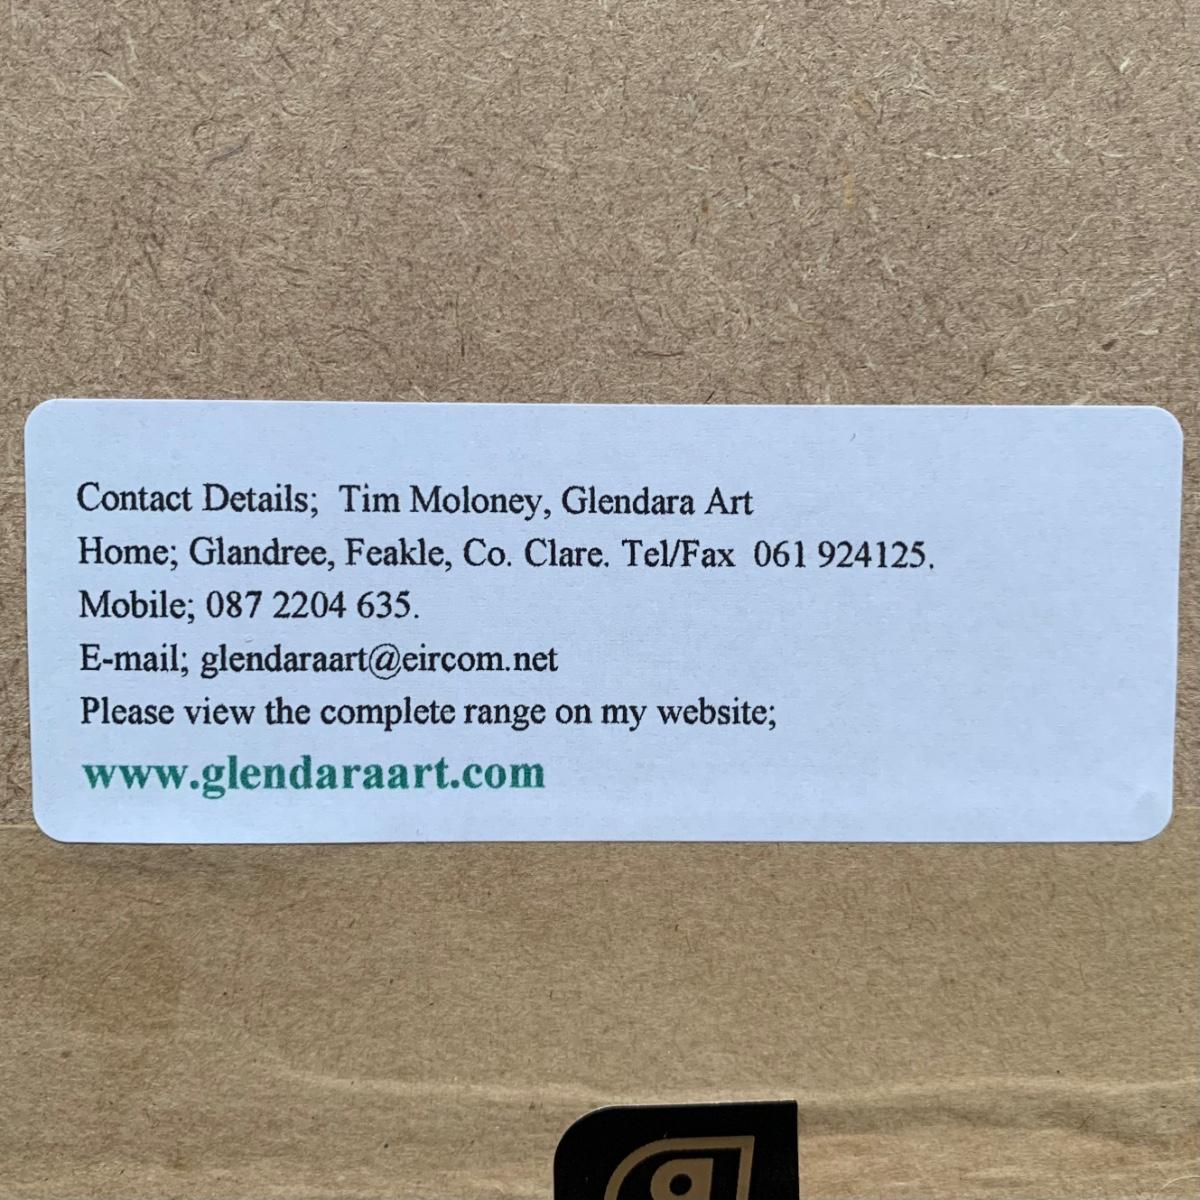 Contact Details;  Tim Moloney, Glendara Art
Home; Glandree, Feakle, Co. Clare. Tel/Fax  061 924125.
Mobile; 087 2204 635.
E-mail; glendaraart@eircom.net
Please view the complete range on my website;
www.glendaraart.com